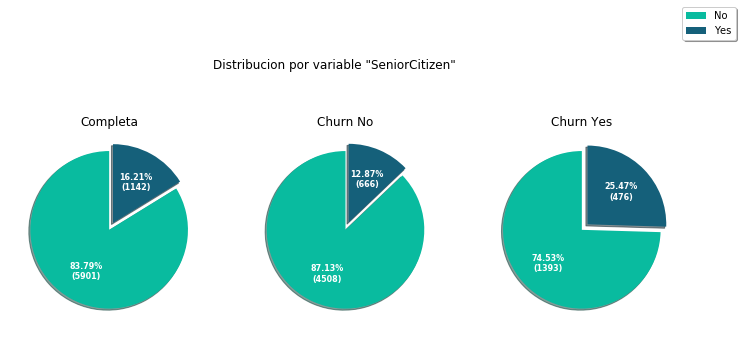 No
Yes
Distribucion por variable "SeniorCitizen"
Completa
16.21%
(1142)
83.79%
(5901)
Churn No
12.87%
(666)
87.13%
(4508)
Churn Yes
25.47%
(476)
74.53%
(1393)